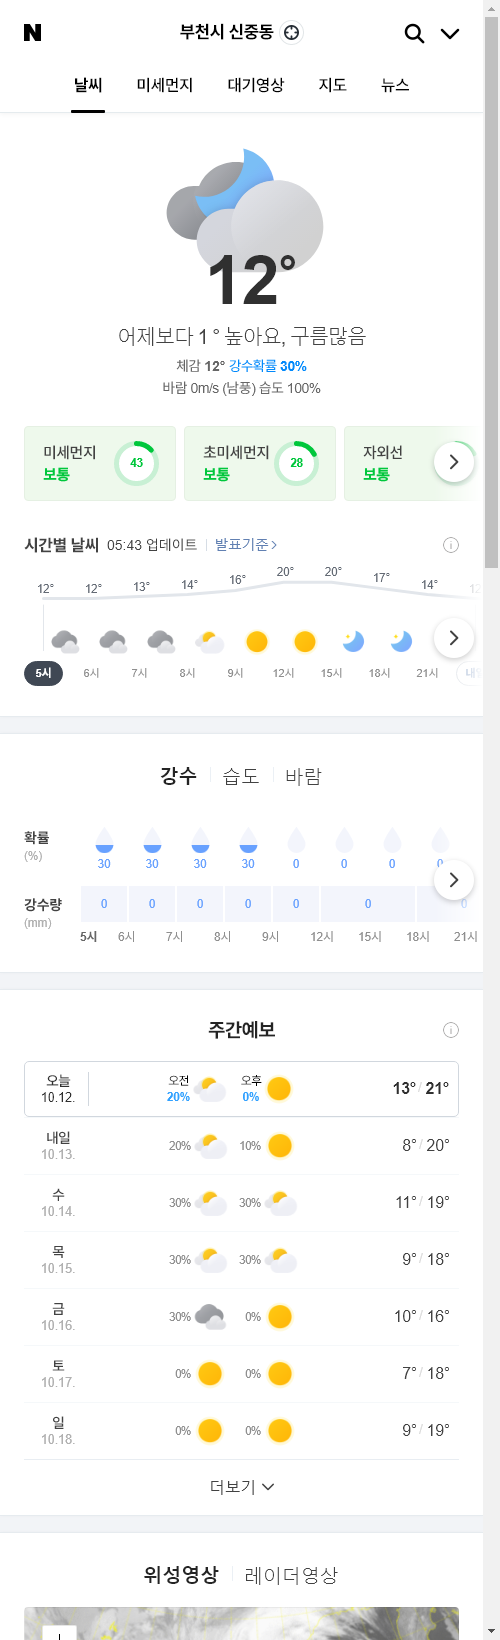 N 부천시 신중동
날씨 미세먼지 대기영상 지도 뉴스
12°
어제보다 1 ° 높아요, 구름많음
체감 12° 강수확률 30%
바람 0m/s (남풍) 습도 100%
미세먼지 보통 43
초미세먼지 보통 28
자외선 보통
시간별 날씨 05:43 업데이트 발표기준
12° 12° 13° 14° 16° 20° 20° 17° 14° 12
5시 6시 7시 8시 9시 12시 15시 18시 21시
강수 습도 바람
확률
(%)
30 30 30 30 0 0 0 0
강수량
(mm)
0 0 0 0 0 0 0
5시 6시 7시 8시 9시 12시 15시 18시 21시
주간예보
오늘 10.12. 오전 20% 오후 0% 13° / 21°
내일 10.13. 20% 10% 8° / 20°
수 10.14. 30% 30% 11° / 19°
목 10.15. 30% 30% 9° / 18°
금 10.16. 30% 0% 10° / 16°
토 10.17. 0% 0% 7° / 18°
일 10.18. 0% 0% 9° / 19°
더보기
위성영상 레이더영상